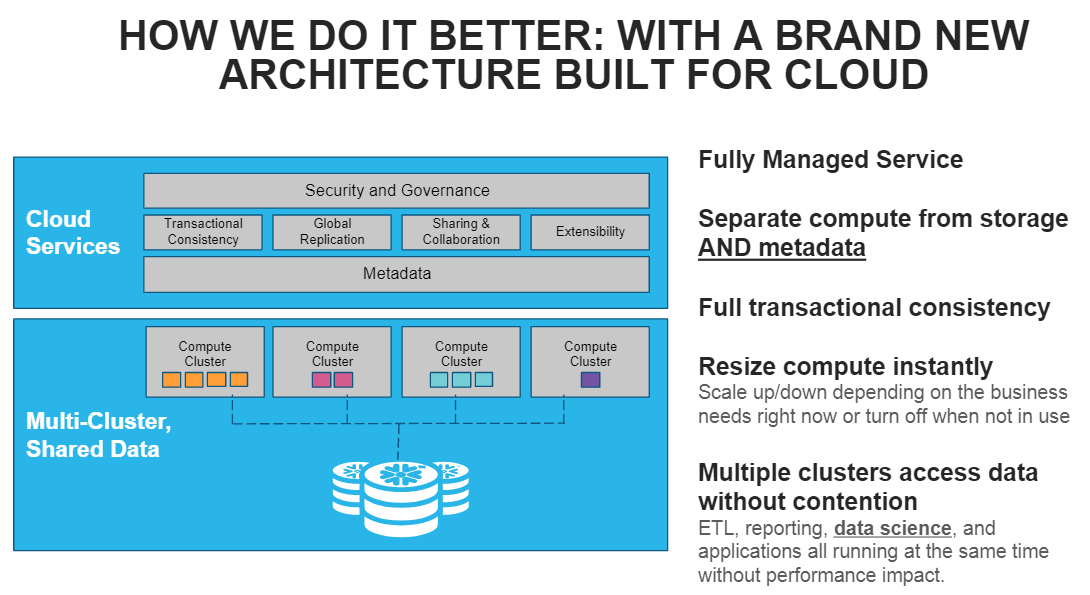 HOW WE DO IT BETTER: WITH A BRAND NEW
ARCHITECTURE BUILT FOR CLOUD
Cloud
Services
Security and Governance
Transactional
Consistency
Global
Replication
Sharing &
Collaboration
Extensibility
Metadata
Multi-Cluster,
Shared Data
Compute
Cluster
Compute
Cluster
Compute
Cluster
Compute
Cluster
Fully Managed Service
Separate compute from storage
AND metadata
Full transactional consistency
Resize compute instantly
Scale up/down depending on the business
needs right now or turn off when not in use
Multiple clusters access data
without contention
ETL, reporting, data science, and
applications all running at the same time
without performance impact.